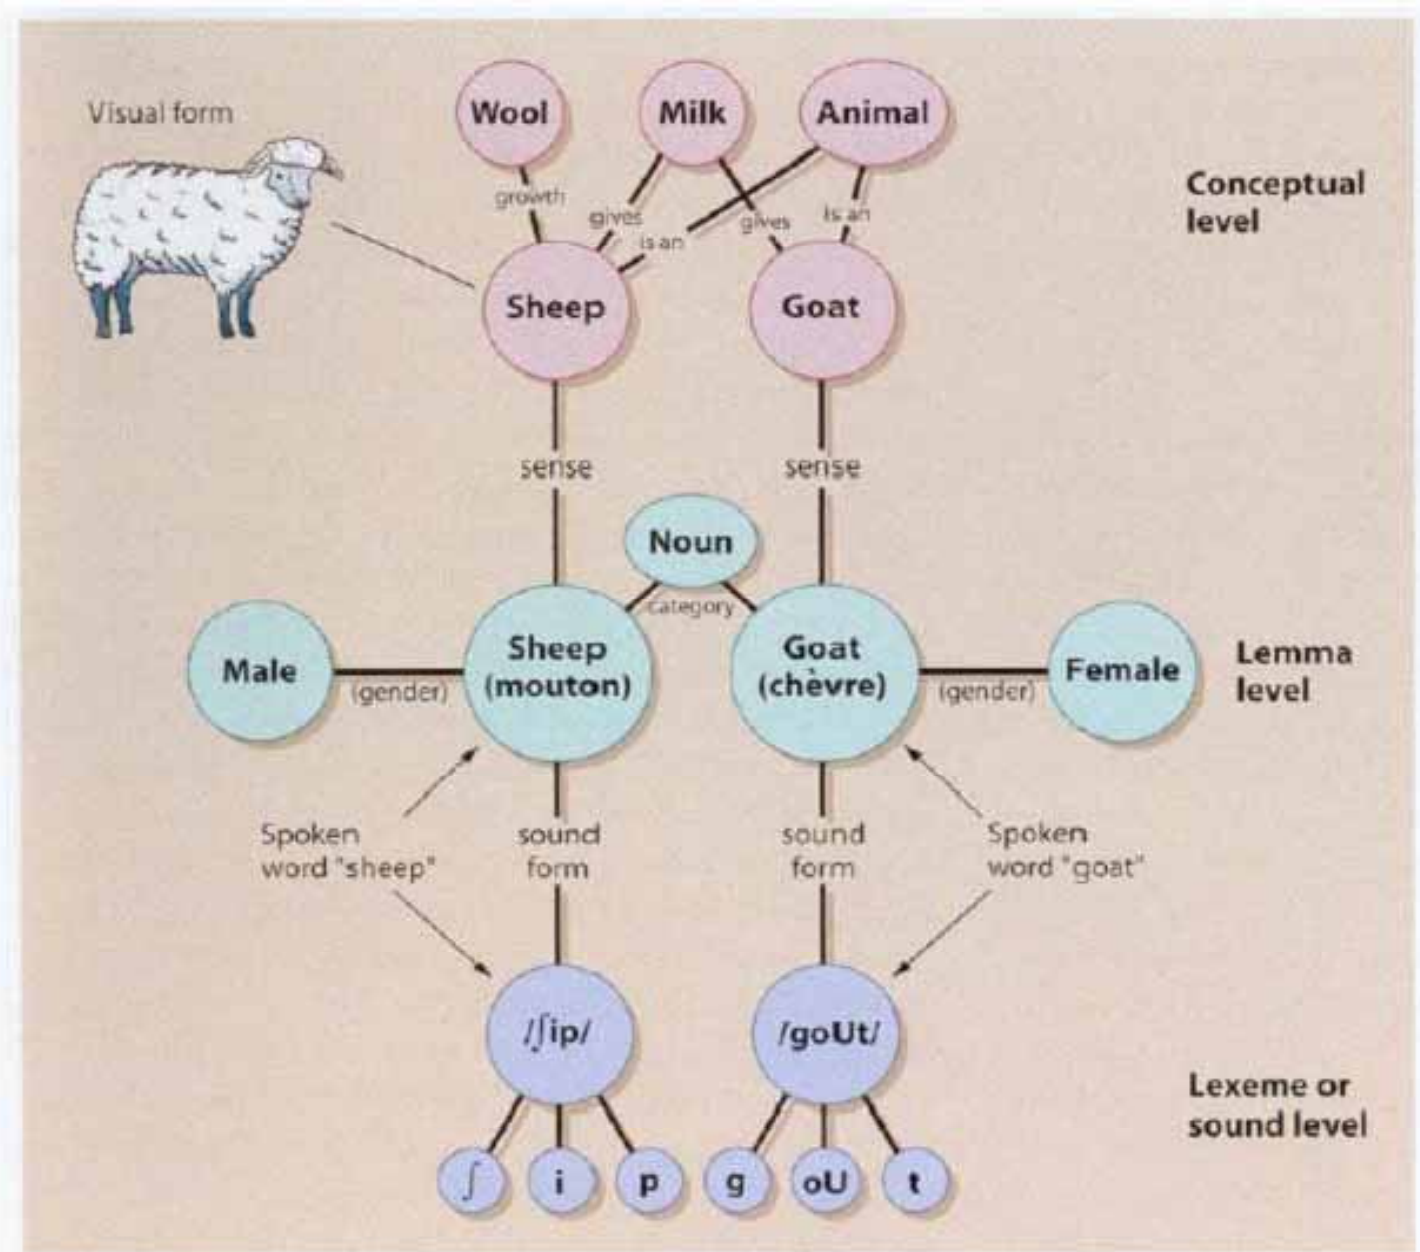 Visual form
Wool
Milk
Animal
growth
gives
is an
gives
Is an
Conceptual
level
Sheep
Goat
sense
sense
Noun
category
Male
(gender)
Sheep
(mouton)
Goat
(chèvre)
(gender)
Female
Lemma
level
Spoken
word "sheep"
sound
form
sound
form
Spoken
word "goat"
/ʃip/
/goUt/
Lexeme or
sound level
ʃ
i
p
g
oU
t